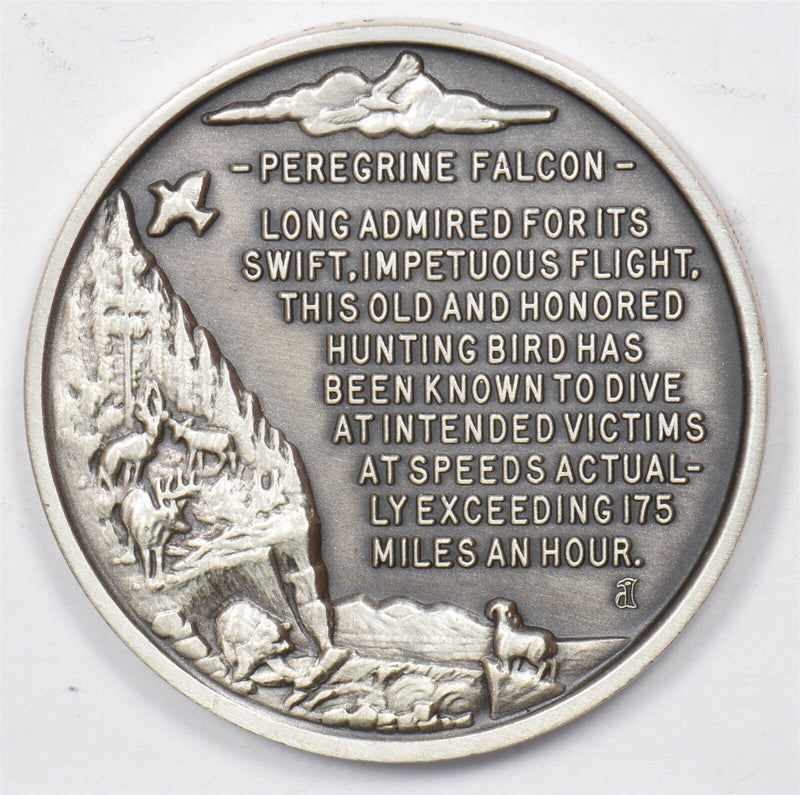 - PEREGRINE FALCON -
LONG ADMIRED FOR ITS
SWIFT, IMPETUOUS FLIGHT,
THIS OLD AND HONORED
HUNTING BIRD HAS
BEEN KNOWN TO DIVE
AT INTENDED VICTIMS
AT SPEEDS ACTUAL-
LY EXCEEDING 175
MILES AN HOUR.